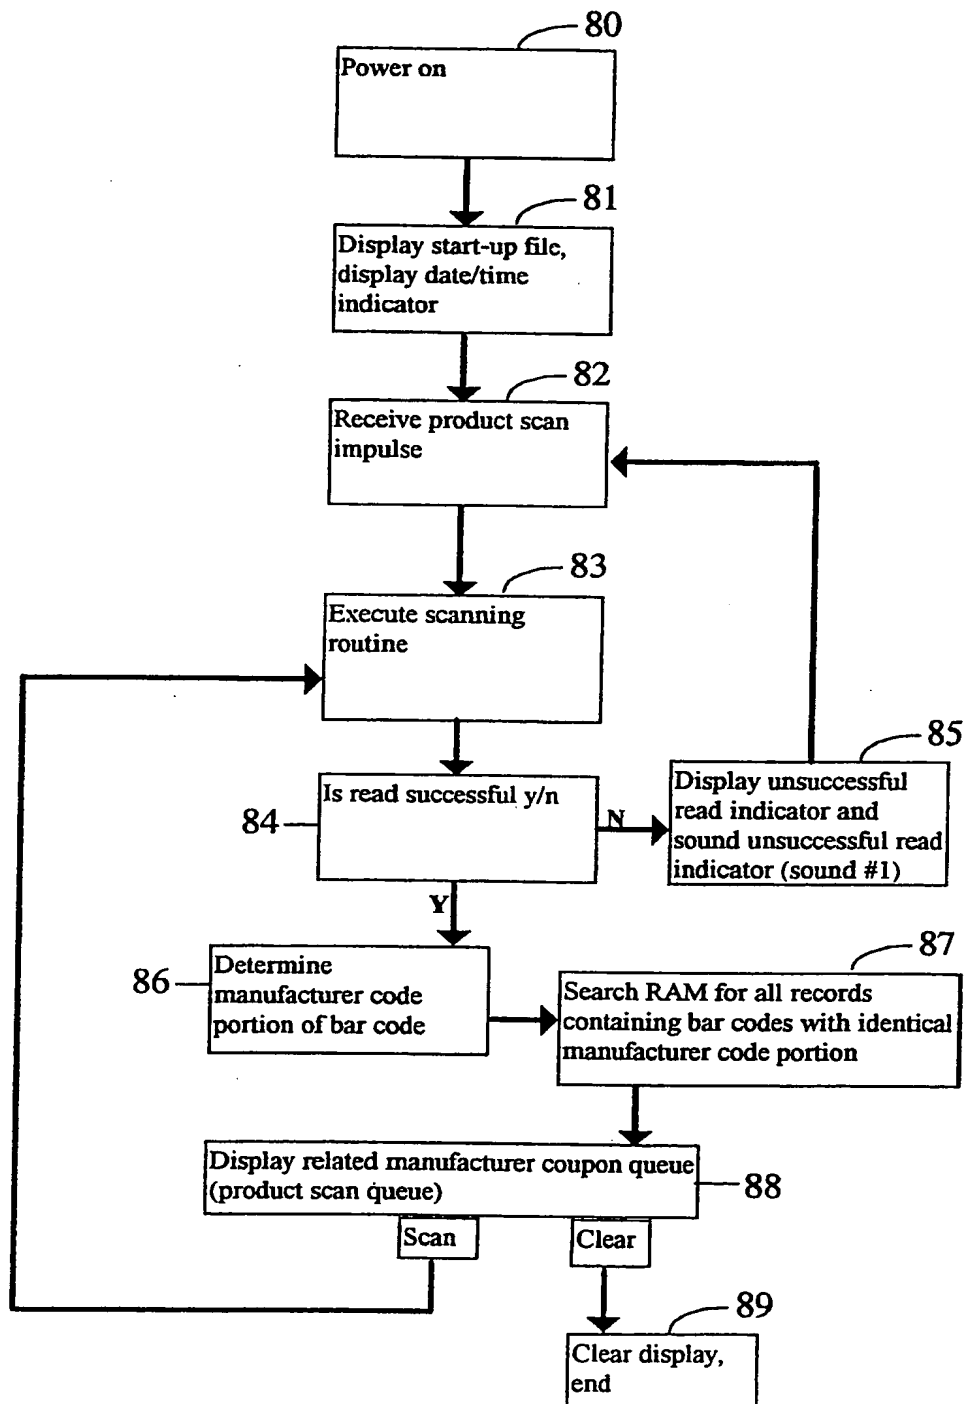 80
Power on
81
Display start-up file,
display date/time
indicator
82
Receive product scan
impulse
83
Execute scanning
routine
84
Is read successful y/n
N
Y
85
Display unsuccessful
read indicator and
sound unsuccessful read
indicator (sound #1)
86
Determine
manufacturer code
portion of bar code
87
Search RAM for all records
containing bar codes with identical
manufacturer code portion
Display related manufacturer coupon queue
(product scan queue)
88
Scan
Clear
89
Clear display,
end